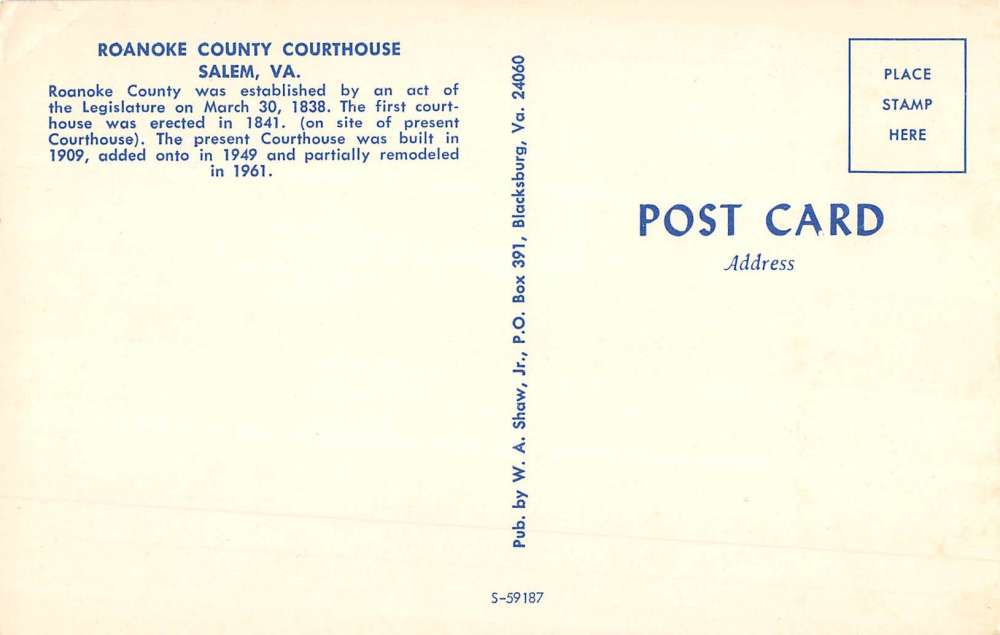 ROANOKE COUNTY COURTHOUSE
SALEM, VA.
Roanoke County was established by an act of
the Legislature on March 30, 1838. The first court-
house was erected in 1841. (on site of present
Courthouse). The present Courthouse was built in
1909, added onto in 1949 and partially remodeled
in 1961.
Pub. by W. A. Shaw, Jr., P.O. Box 391, Blacksburg, Va. 24060
PLACE
STAMP
HERE
POST CARD
Address
S-59187